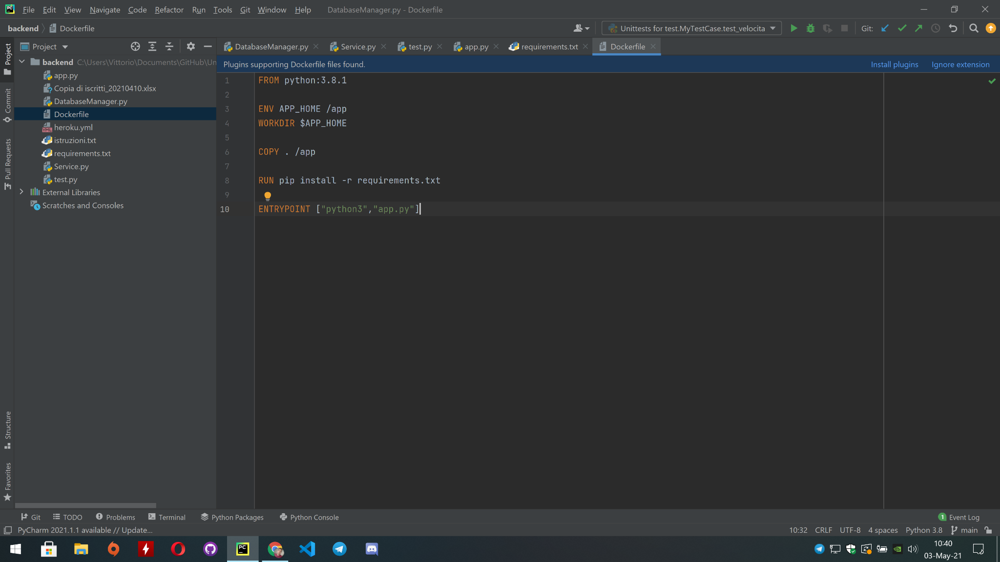 File Edit View Navigate Code Refactor Run Tools Git Window Help DatabaseManager.py - Dockerfile
backend Dockerfile Unittests for test.MyTestCase.test_velocita Git:
Project DatabaseManager.py Service.py test.py app.py requirements.txt Dockerfile
Plugins supporting Dockerfile files found. Install plugins Ignore extension
Project
Commit
Pull Requests
Structure
Favorites
backend C:\Users\Vittorio\Documents\GitHub\Un
app.py
Copia di iscritti_20210410.xlsx
DatabaseManager.py
Dockerfile
heroku.yml
istruzioni.txt
requirements.txt
Service.py
test.py
External Libraries
Scratches and Consoles
1 FROM python:3.8.1
2
3 ENV APP_HOME /app
4 WORKDIR $APP_HOME
5
6 COPY . /app
7
8 RUN pip install -r requirements.txt
9
10 ENTRYPOINT ["python3","app.py"]
Git TODO Problems Terminal Python Packages Python Console 1 Event Log
PyCharm 2021.1.1 available // Update... 10:32 CRLF UTF-8 4 spaces Python 3.8 main
PC
10:40
03-May-21